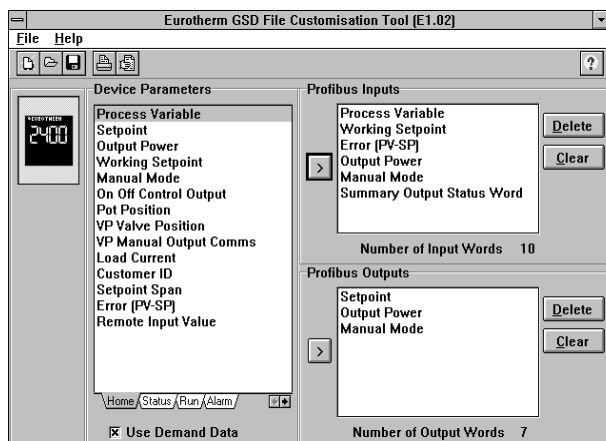 Eurotherm GSD File Customisation Tool (E1.02)
File Help
?
EUROTHERM
2400
Device Parameters
Process Variable
Setpoint
Output Power
Working Setpoint
Manual Mode
On Off Control Output
Pot Position
VP Valve Position
VP Manual Output Comms
Load Current
Customer ID
Setpoint Span
Error (PV-SP)
Remote Input Value
Home Status Run Alarm
Use Demand Data
Profibus Inputs
>
Process Variable
Working Setpoint
Error (PV-SP)
Output Power
Manual Mode
Summary Output Status Word
Delete
Clear
Number of Input Words 10
Profibus Outputs
>
Setpoint
Output Power
Manual Mode
Delete
Clear
Number of Output Words 7